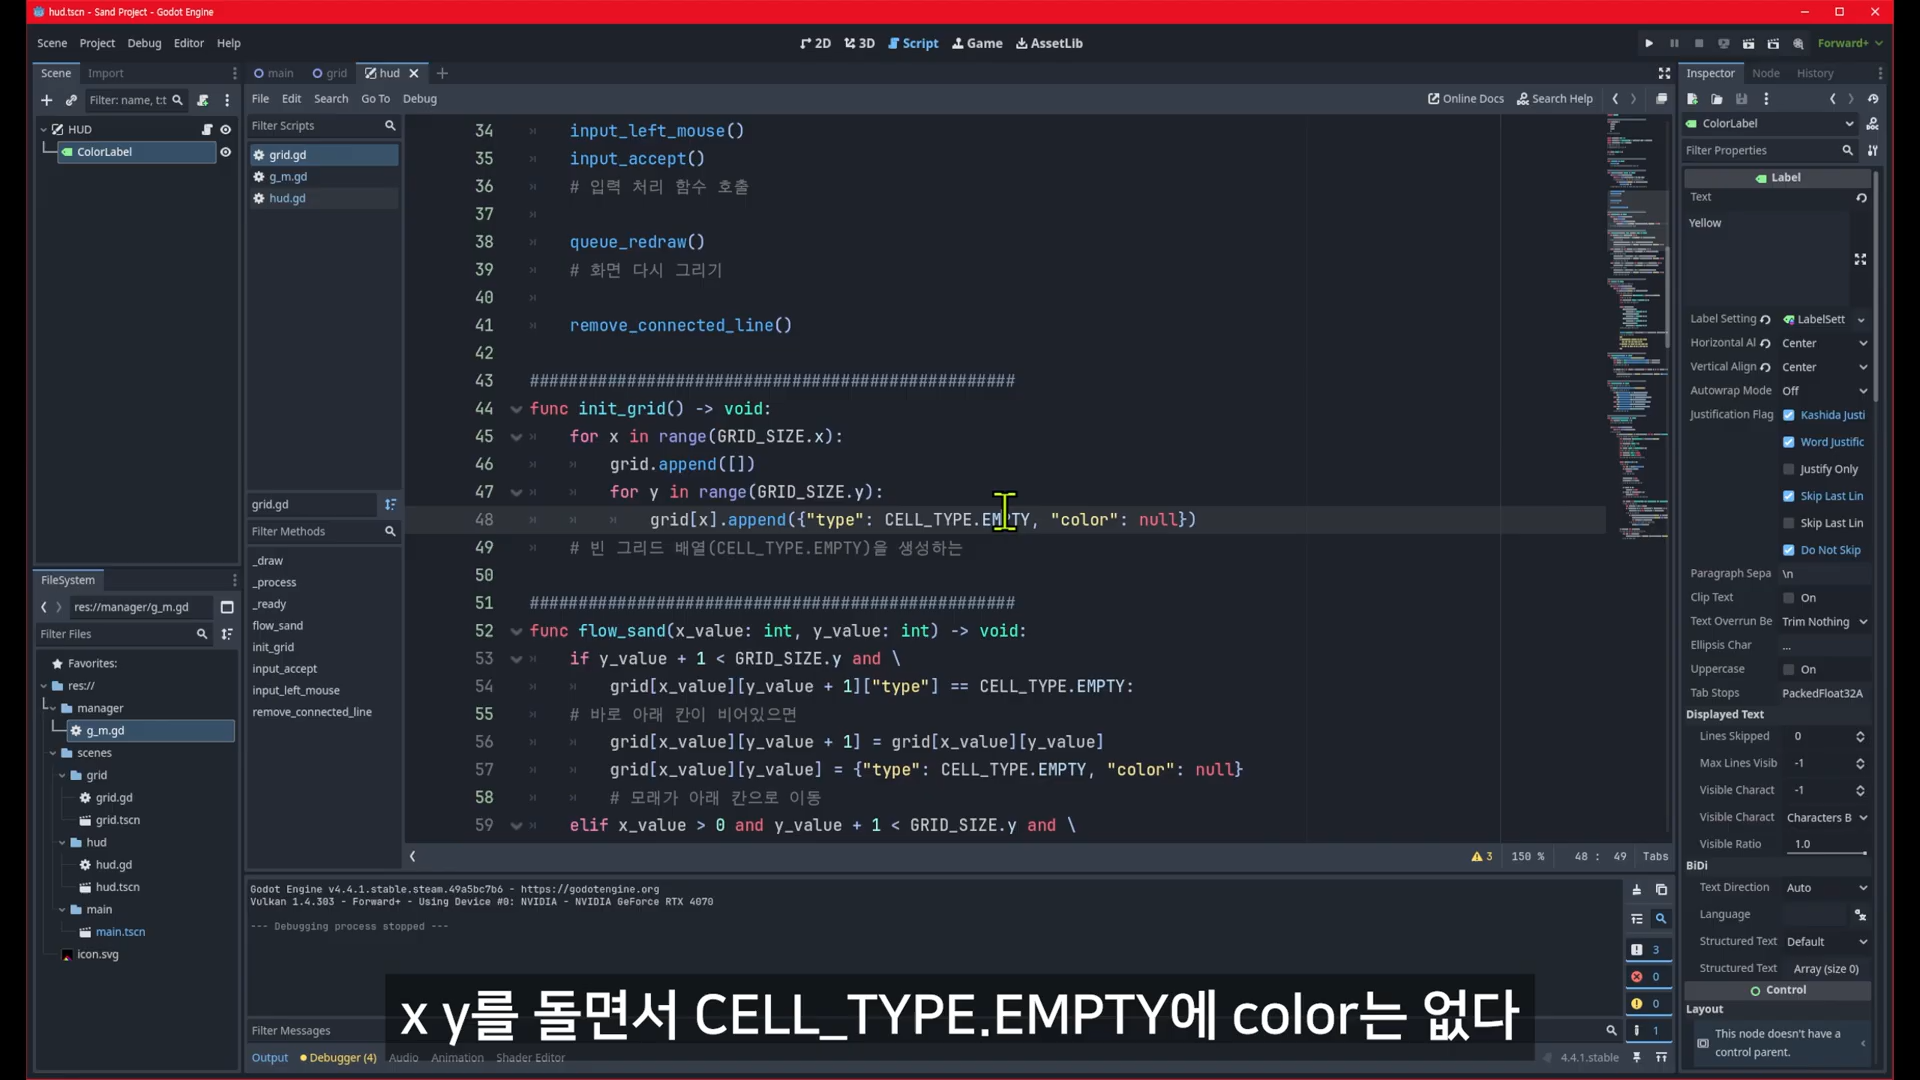 hud.tscn - Sand Project - Godot Engine
Scene Project Debug Editor Help
2D 3D Script Game AssetLib
Forward+
Scene Import
Filter: name, t:t
HUD
ColorLabel
main grid hud
File Edit Search Go To Debug
Online Docs Search Help
Filter Scripts
grid.gd
g_m.gd
hud.gd
grid.gd
Filter Methods
_draw
_process
_ready
flow_sand
init_grid
input_accept
input_left_mouse
remove_connected_line
34 input_left_mouse()
35 input_accept()
36 # 입력 처리 함수 호출
37
38 queue_redraw()
39 # 화면 다시 그리기
40
41 remove_connected_line()
42
43 ##################################################
44 func init_grid() -> void:
45 for x in range(GRID_SIZE.x):
46 grid.append([])
47 for y in range(GRID_SIZE.y):
48 grid[x].append({"type": CELL_TYPE.EMPTY, "color": null})
49 # 빈 그리드 배열(CELL_TYPE.EMPTY)을 생성하는
50
51 ##################################################
52 func flow_sand(x_value: int, y_value: int) -> void:
53 if y_value + 1 < GRID_SIZE.y and \
54 grid[x_value][y_value + 1]["type"] == CELL_TYPE.EMPTY:
55 # 바로 아래 칸이 비어있으면
56 grid[x_value][y_value + 1] = grid[x_value][y_value]
57 grid[x_value][y_value] = {"type": CELL_TYPE.EMPTY, "color": null}
58 # 모래가 아래 칸으로 이동
59 elif x_value > 0 and y_value + 1 < GRID_SIZE.y and \
3 150 % 48 : 49 Tabs
FileSystem
res://manager/g_m.gd
Filter Files
Favorites:
res://
manager
g_m.gd
scenes
grid
grid.gd
grid.tscn
hud
hud.gd
hud.tscn
main
main.tscn
icon.svg
Godot Engine v4.4.1.stable.steam.49a5bc7b6 - https://godotengine.org
Vulkan 1.4.303 - Forward+ - Using Device #0: NVIDIA - NVIDIA GeForce RTX 4070
--- Debugging process stopped ---
3
0
0
1
Filter Messages
Output Debugger (4) Audio Animation Shader Editor
4.4.1.stable
x y를 돌면서 CELL_TYPE.EMPTY에 color는 없다
Inspector Node History
ColorLabel
Filter Properties
Label
Text
Yellow
Label Setting LabelSett
Horizontal Al Center
Vertical Align Center
Autowrap Mode Off
Justification Flag Kashida Justi
Word Justific
Justify Only
Skip Last Lin
Skip Last Lin
Do Not Skip
Paragraph Sepa \n
Clip Text On
Text Overrun Be Trim Nothing
Ellipsis Char ...
Uppercase On
Tab Stops PackedFloat32A
Displayed Text
Lines Skipped 0
Max Lines Visib -1
Visible Charact -1
Visible Charact Characters B
Visible Ratio 1.0
BiDi
Text Direction Auto
Language
Structured Text Default
Structured Text Array (size 0)
Control
Layout
This node doesn't have a
control parent.